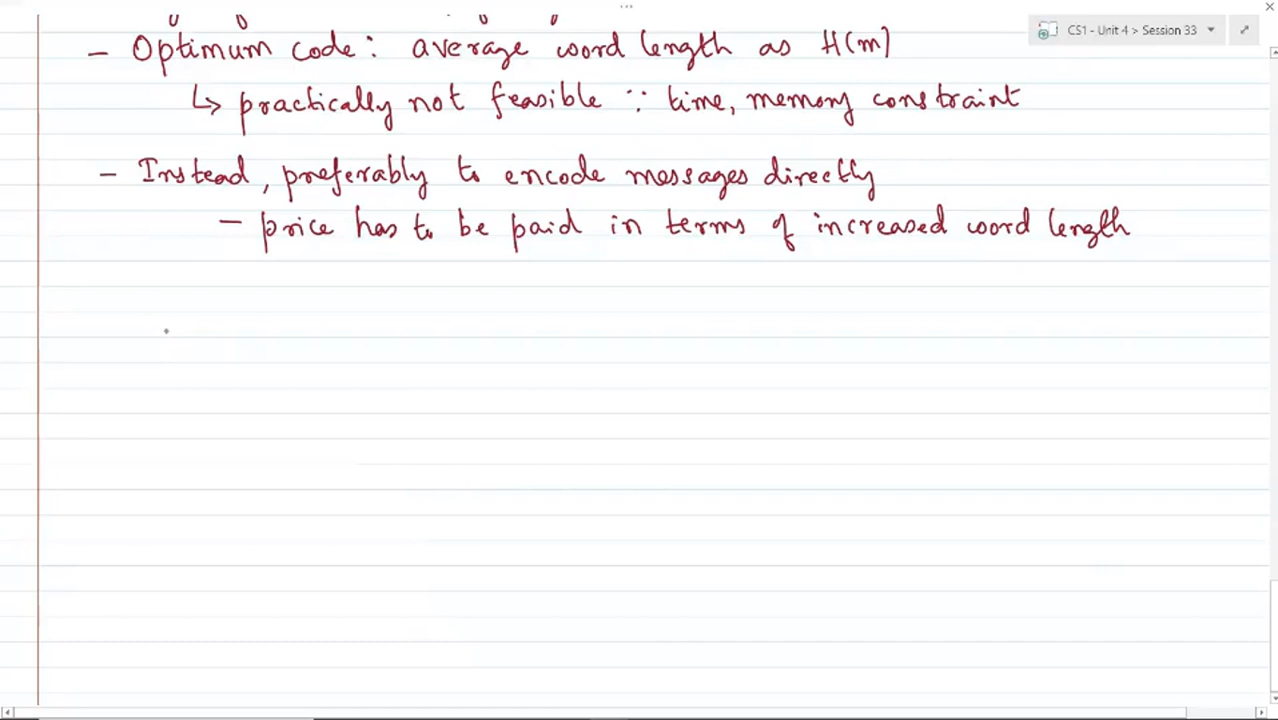 CS1 - Unit 4 > Session 33
- Optimum code: average word length as H(m)
↳ practically not feasible ∵ time, memory constraint
- Instead, preferably to encode messages directly
- price has to be paid in terms of increased word length